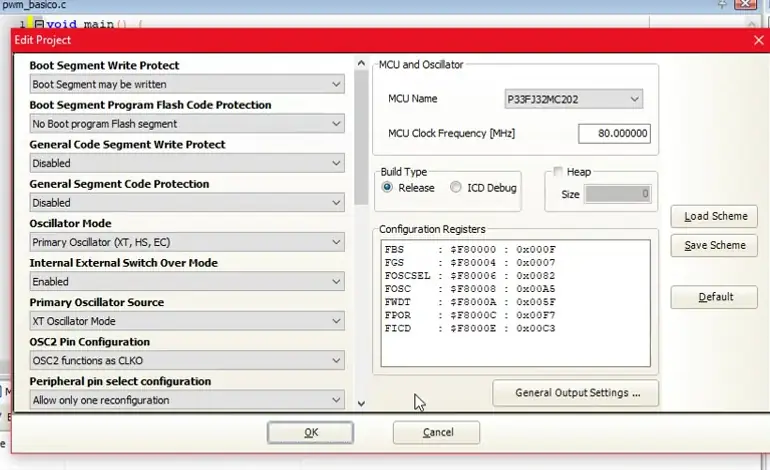 pwm_basico.c
1 void main() {
Edit Project
Boot Segment Write Protect
Boot Segment may be written
Boot Segment Program Flash Code Protection
No Boot program Flash segment
General Code Segment Write Protect
Disabled
General Segment Code Protection
Disabled
Oscillator Mode
Primary Oscillator (XT, HS, EC)
Internal External Switch Over Mode
Enabled
Primary Oscillator Source
XT Oscillator Mode
OSC2 Pin Configuration
OSC2 functions as CLKO
Peripheral pin select configuration
Allow only one reconfiguration
MCU and Oscillator
MCU Name P33FJ32MC202
MCU Clock Frequency [MHz] 80.000000
Build Type
Release ICD Debug
Heap
Size 0
Configuration Registers
FBS : $F80000 : 0x000F
FGS : $F80004 : 0x0007
FOSCSEL : $F80006 : 0x0082
FOSC : $F80008 : 0x00A5
FWDT : $F8000A : 0x005F
FPOR : $F8000C : 0x00F7
FICD : $F8000E : 0x00C3
General Output Settings ...
Load Scheme
Save Scheme
Default
OK Cancel